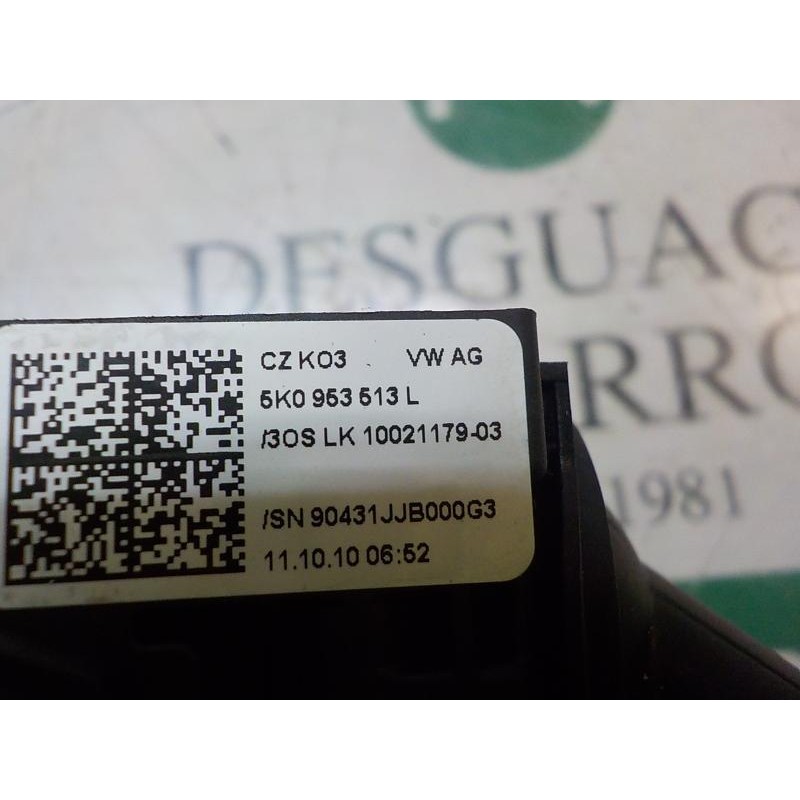 DESGUAC
RRO
1981
CZ K03 VW AG
5K0 953 513 L
/3OS LK 10021179-03
/SN 90431JJB000G3
11.10.10 06:52